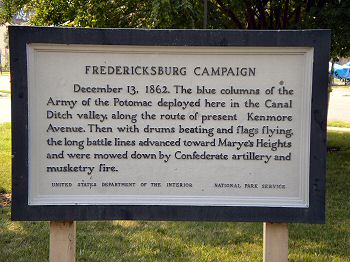 FREDERICKSBURG CAMPAIGN
December 13, 1862. The blue columns of the
Army of the Potomac deployed here in the Canal
Ditch valley, along the route of present Kenmore
Avenue. Then with drums beating and flags flying,
the long battle lines advanced toward Marye's Heights
and were mowed down by Confederate artillery and
musketry fire.
UNITED STATES DEPARTMENT OF THE INTERIOR NATIONAL PARK SERVICE